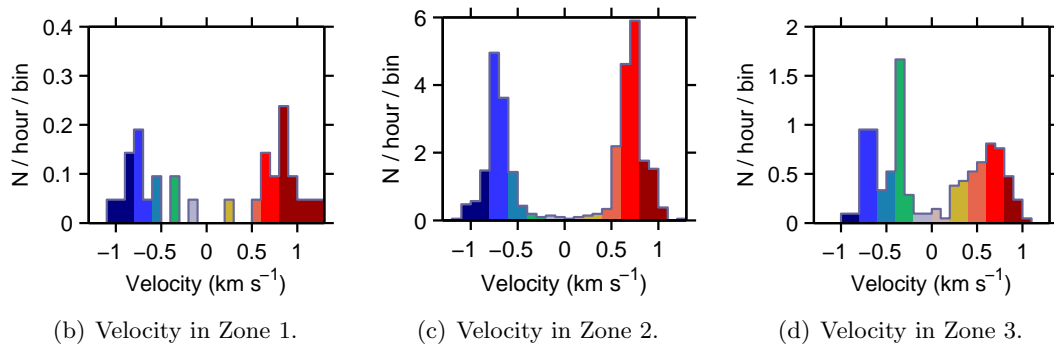 0.4
0.3
0.2
0.1
0
N / hour / bin
−1 −0.5 0 0.5 1
Velocity (km s⁻¹)
(b) Velocity in Zone 1.
6
4
2
0
N / hour / bin
−1 −0.5 0 0.5 1
Velocity (km s⁻¹)
(c) Velocity in Zone 2.
2
1.5
1
0.5
0
N / hour / bin
−1 −0.5 0 0.5 1
Velocity (km s⁻¹)
(d) Velocity in Zone 3.